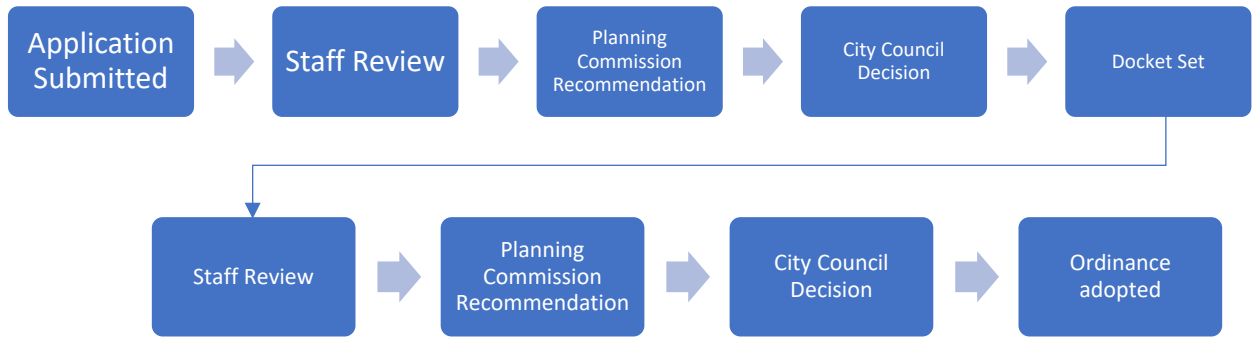 Application
Submitted
Staff Review
Planning
Commission
Recommendation
City Council
Decision
Docket Set
Staff Review
Planning
Commission
Recommendation
City Council
Decision
Ordinance
adopted